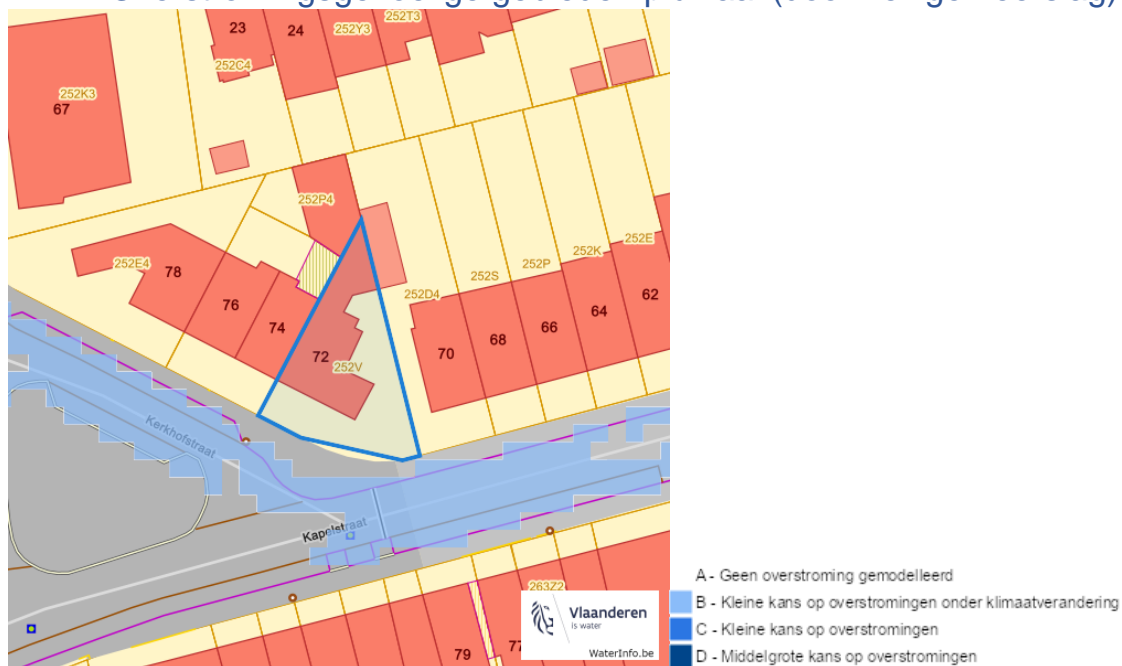 23
24
252Y3
252T3
252C4
252K3
67
252P4
252E
252K
252P
252E4
78
252S
252D4
62
64
76
66
74
68
70
72
252V
Kerkhofstraat
Kapelstraat
263Z2
79
Vlaanderen
is water
WaterInfo.be
A - Geen overstroming gemodelleerd
B - Kleine kans op overstromingen onder klimaatverandering
C - Kleine kans op overstromingen
D - Middelgrote kans op overstromingen